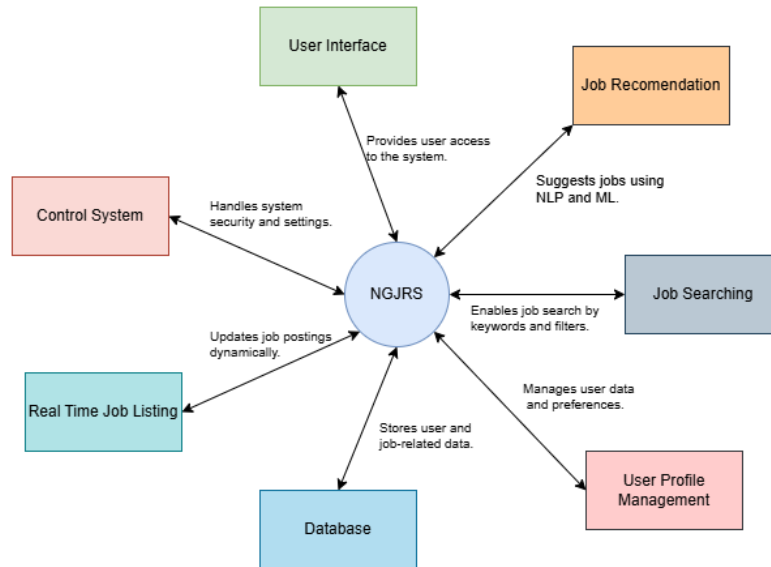 User Interface
Job Recomendation
Provides user access
to the system.
Suggests jobs using
NLP and ML.
Control System
Handles system
security and settings.
NGJRS
Job Searching
Enables job search by
keywords and filters.
Updates job postings
dynamically.
Real Time Job Listing
Manages user data
and preferences.
Stores user and
job-related data.
User Profile
Management
Database